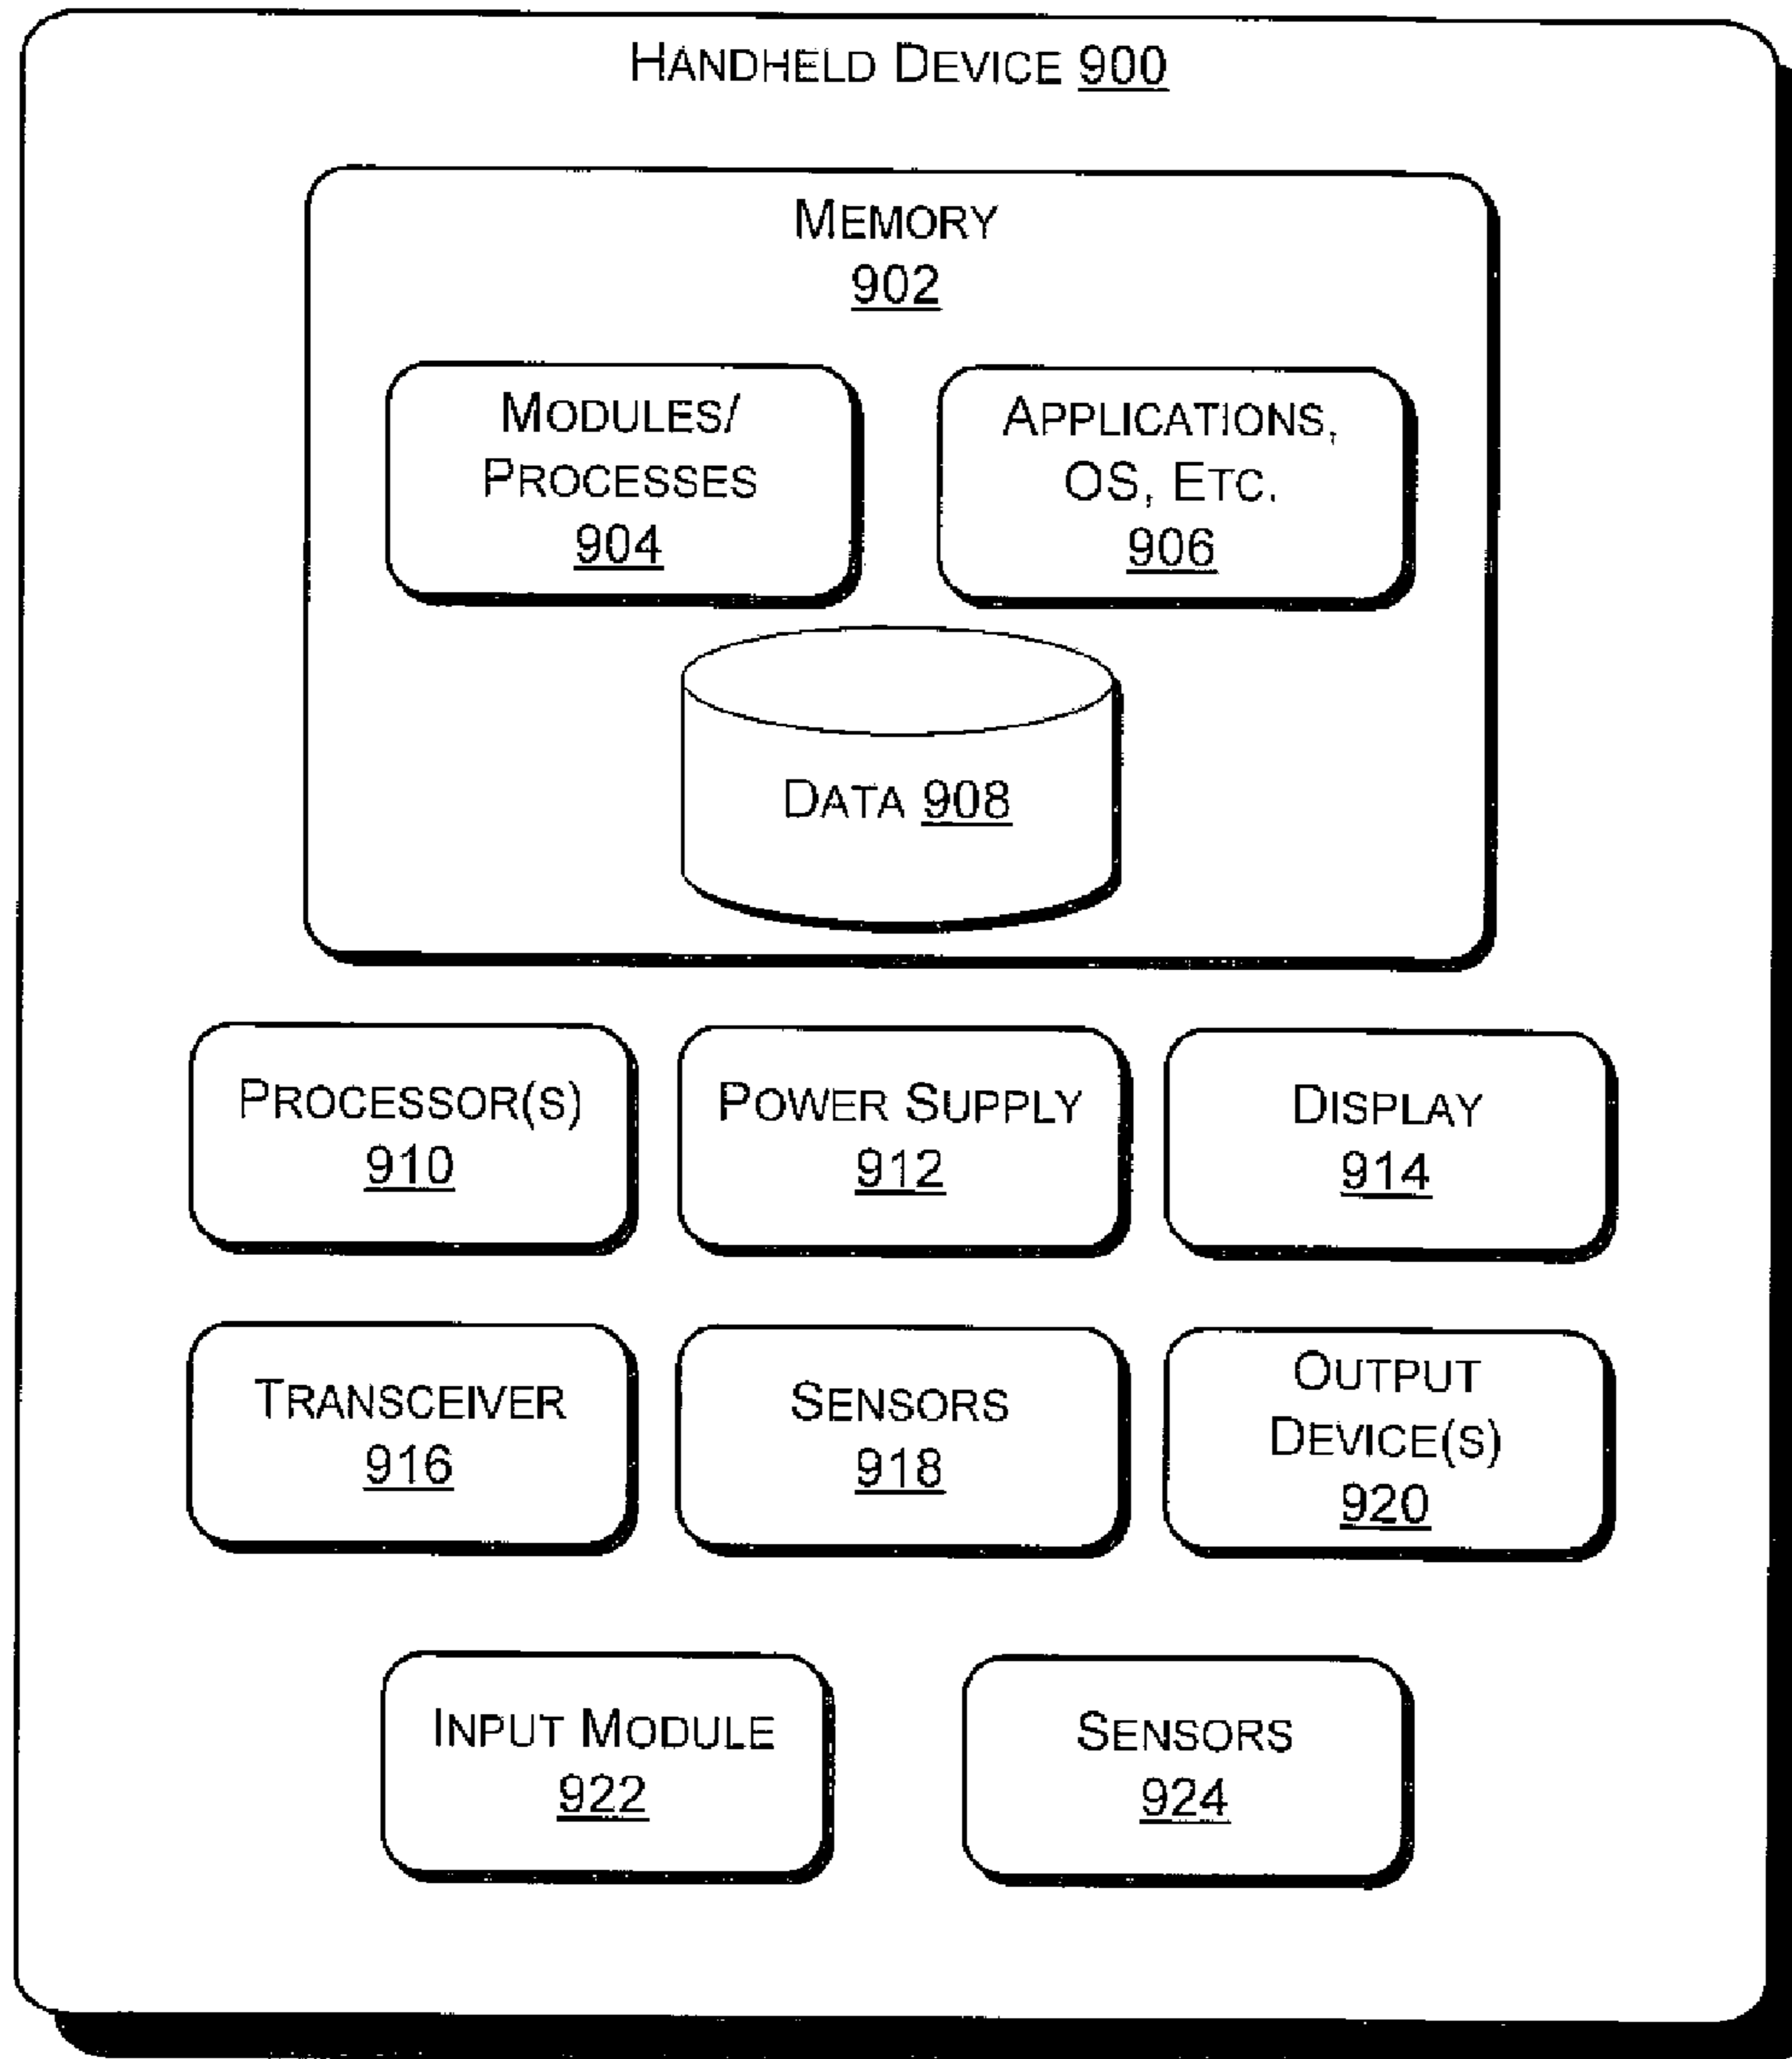 HANDHELD DEVICE 900
MEMORY
902
MODULES/
PROCESSES
904
APPLICATIONS,
OS, ETC.
906
DATA 908
PROCESSOR(S)
910
POWER SUPPLY
912
DISPLAY
914
TRANSCEIVER
916
SENSORS
918
OUTPUT
DEVICE(S)
920
INPUT MODULE
922
SENSORS
924